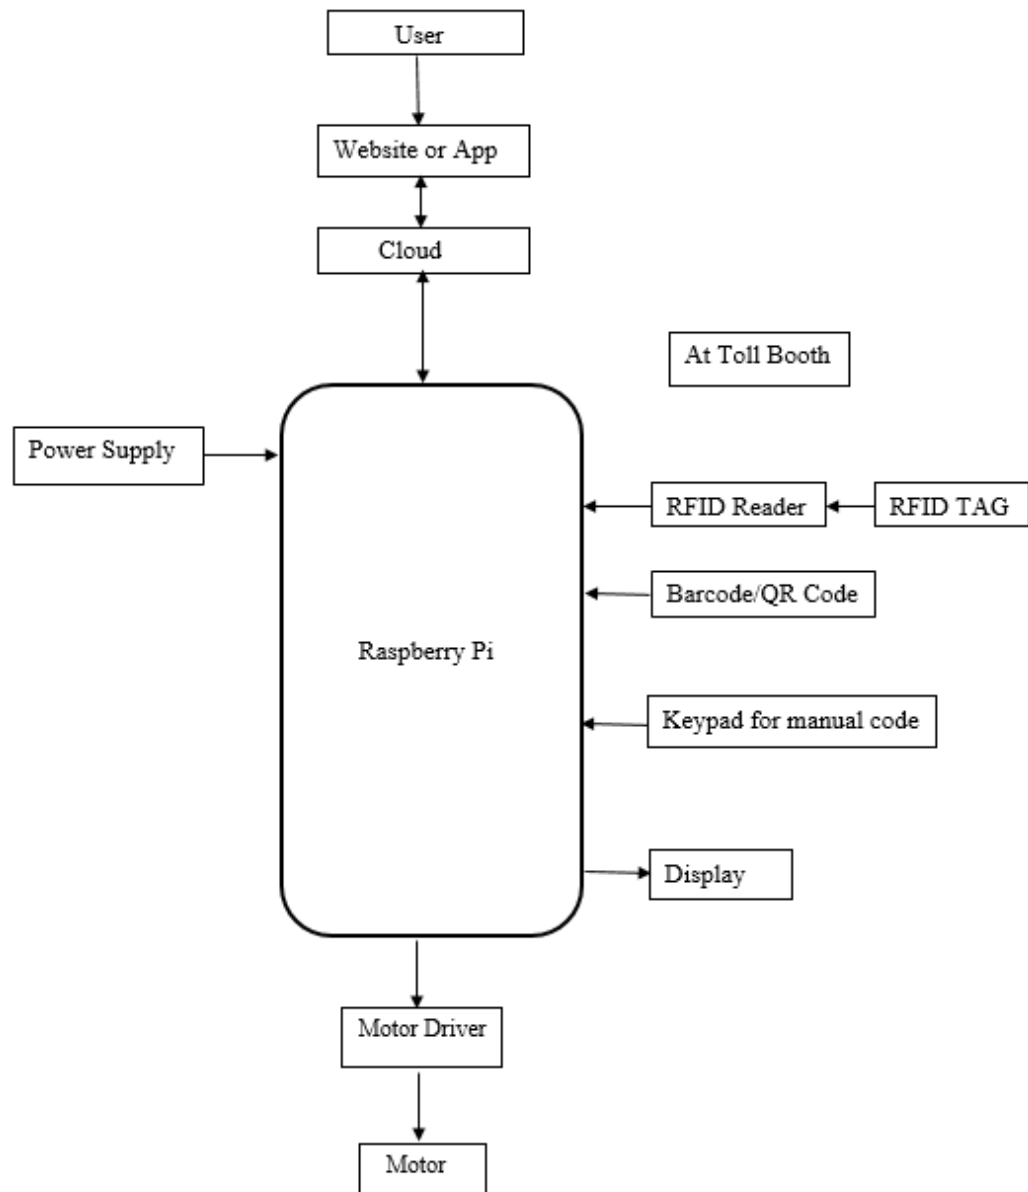 User
Website or App
Cloud
At Toll Booth
Power Supply
RFID Reader
RFID TAG
Barcode/QR Code
Raspberry Pi
Keypad for manual code
Display
Motor Driver
Motor